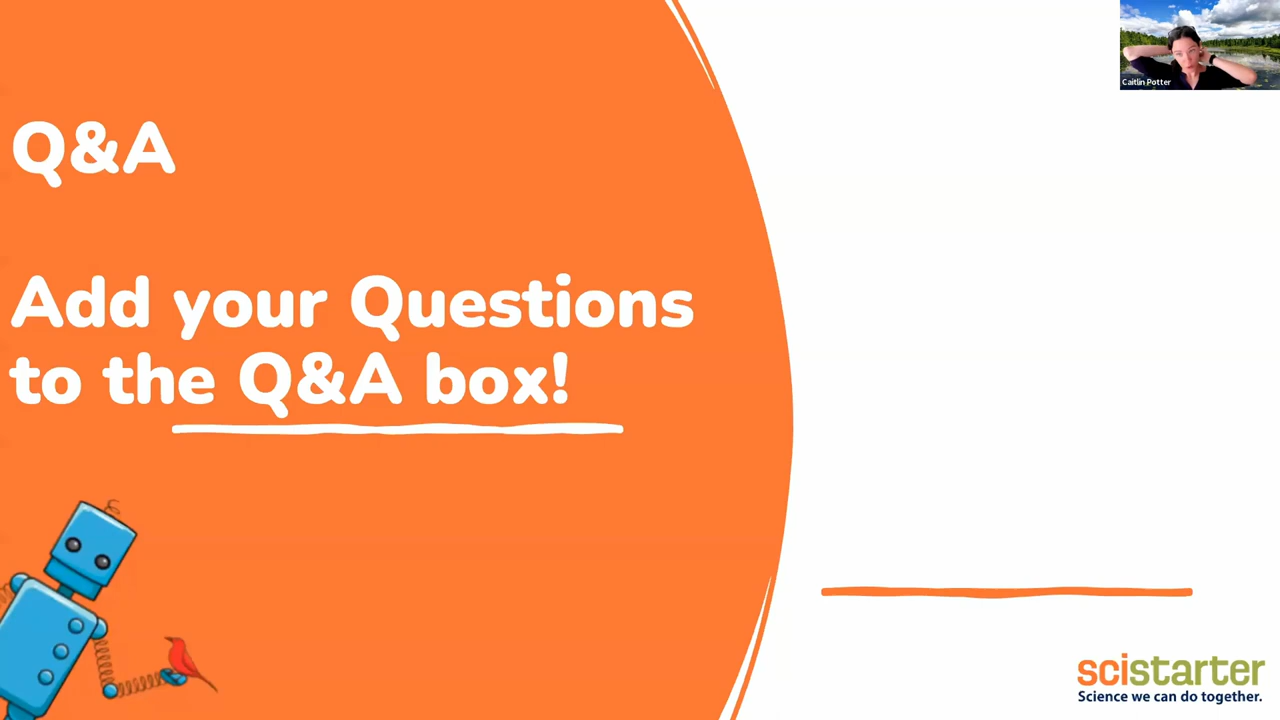 Q&A
Add your Questions
to the Q&A box!
Caitlin Potter
scistarter
Science we can do together.